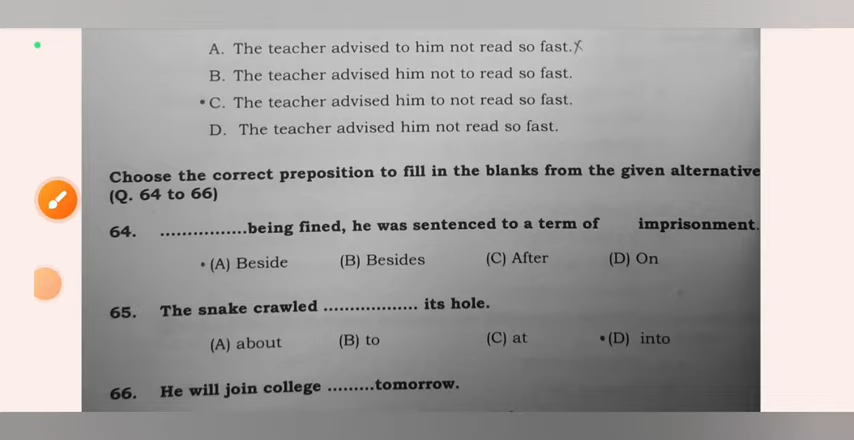 A. The teacher advised to him not read so fast.
B. The teacher advised him not to read so fast.
C. The teacher advised him to not read so fast.
D. The teacher advised him not read so fast.
Choose the correct preposition to fill in the blanks from the given alternative
(Q. 64 to 66)
64. ................being fined, he was sentenced to a term of imprisonment.
(A) Beside (B) Besides (C) After (D) On
65. The snake crawled .................. its hole.
(A) about (B) to (C) at (D) into
66. He will join college .........tomorrow.